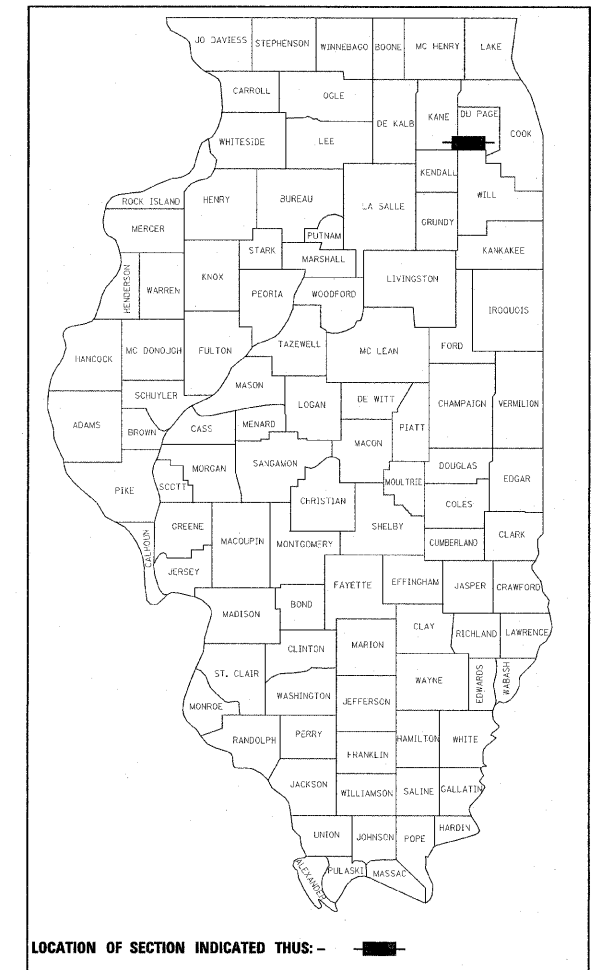 JO DAVIESS STEPHENSON WINNEBAGO BOONE MC HENRY LAKE
CARROLL OGLE DE KALB KANE DU PAGE COOK
WHITESIDE LEE
KENDALL
WILL
ROCK ISLAND HENRY BUREAU LA SALLE GRUNDY
MERCER PUTNAM
STARK MARSHALL KANKAKEE
HENDERSON WARREN KNOX PEORIA WOODFORD LIVINGSTON
IROQUOIS
HANCOCK MC DONOUGH FULTON TAZEWELL MC LEAN FORD
SCHUYLER MASON LOGAN DE WITT CHAMPAIGN VERMILION
ADAMS BROWN CASS MENARD MACON PIATT
MORGAN SANGAMON DOUGLAS EDGAR
PIKE SCOTT CHRISTIAN MOULTRIE COLES
GREENE MACOUPIN MONTGOMERY SHELBY CUMBERLAND CLARK
CALHOUN JERSEY FAYETTE EFFINGHAM JASPER CRAWFORD
MADISON BOND
CLAY RICHLAND LAWRENCE
CLINTON MARION
ST. CLAIR WAYNE EDWARDS WABASH
WASHINGTON JEFFERSON
MONROE
RANDOLPH PERRY HAMILTON WHITE
FRANKLIN
JACKSON WILLIAMSON SALINE GALLATIN
UNION JOHNSON POPE HARDIN
ALEXANDER PULASKI MASSAC
LOCATION OF SECTION INDICATED THUS: –